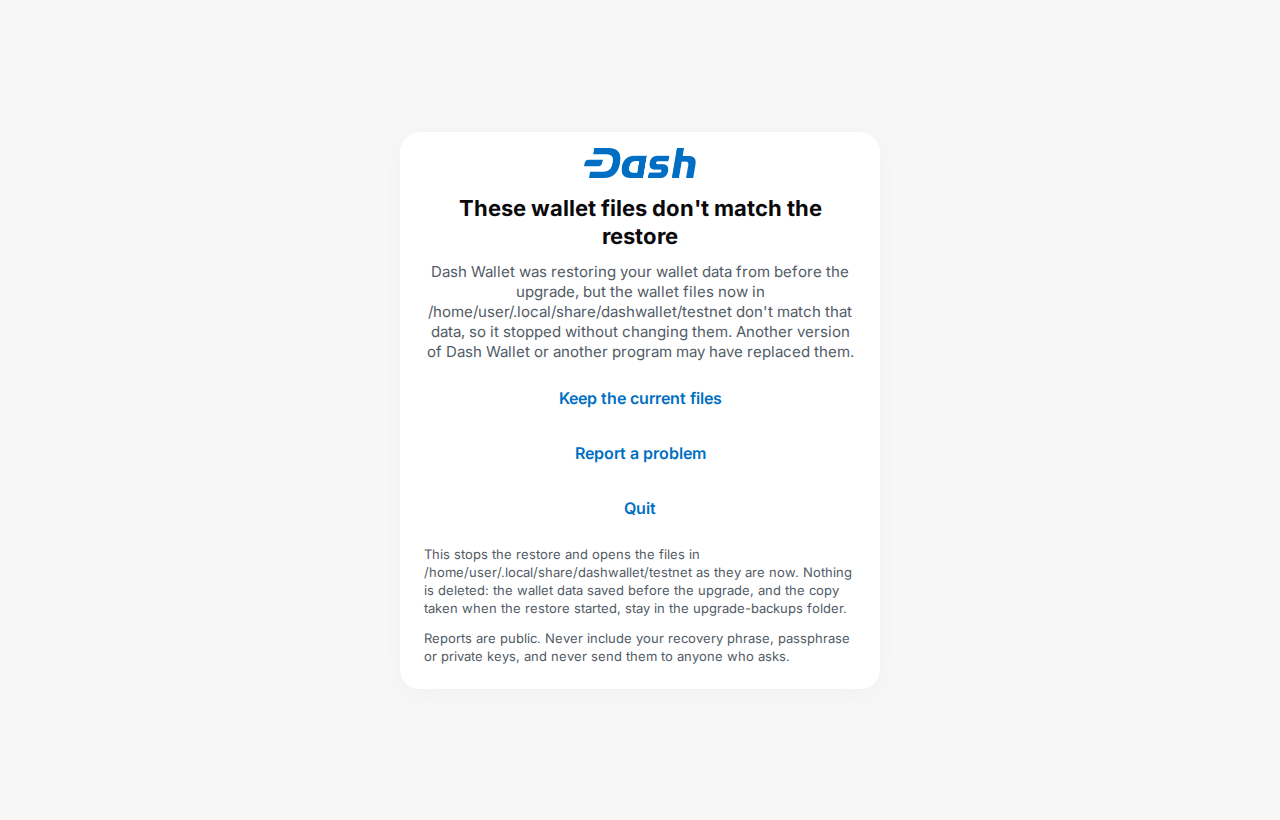 Dash
These wallet files don't match the
restore
Dash Wallet was restoring your wallet data from before the
upgrade, but the wallet files now in
/home/user/.local/share/dashwallet/testnet don't match that
data, so it stopped without changing them. Another version
of Dash Wallet or another program may have replaced them.
Keep the current files
Report a problem
Quit
This stops the restore and opens the files in
/home/user/.local/share/dashwallet/testnet as they are now. Nothing
is deleted: the wallet data saved before the upgrade, and the copy
taken when the restore started, stay in the upgrade-backups folder.
Reports are public. Never include your recovery phrase, passphrase
or private keys, and never send them to anyone who asks.